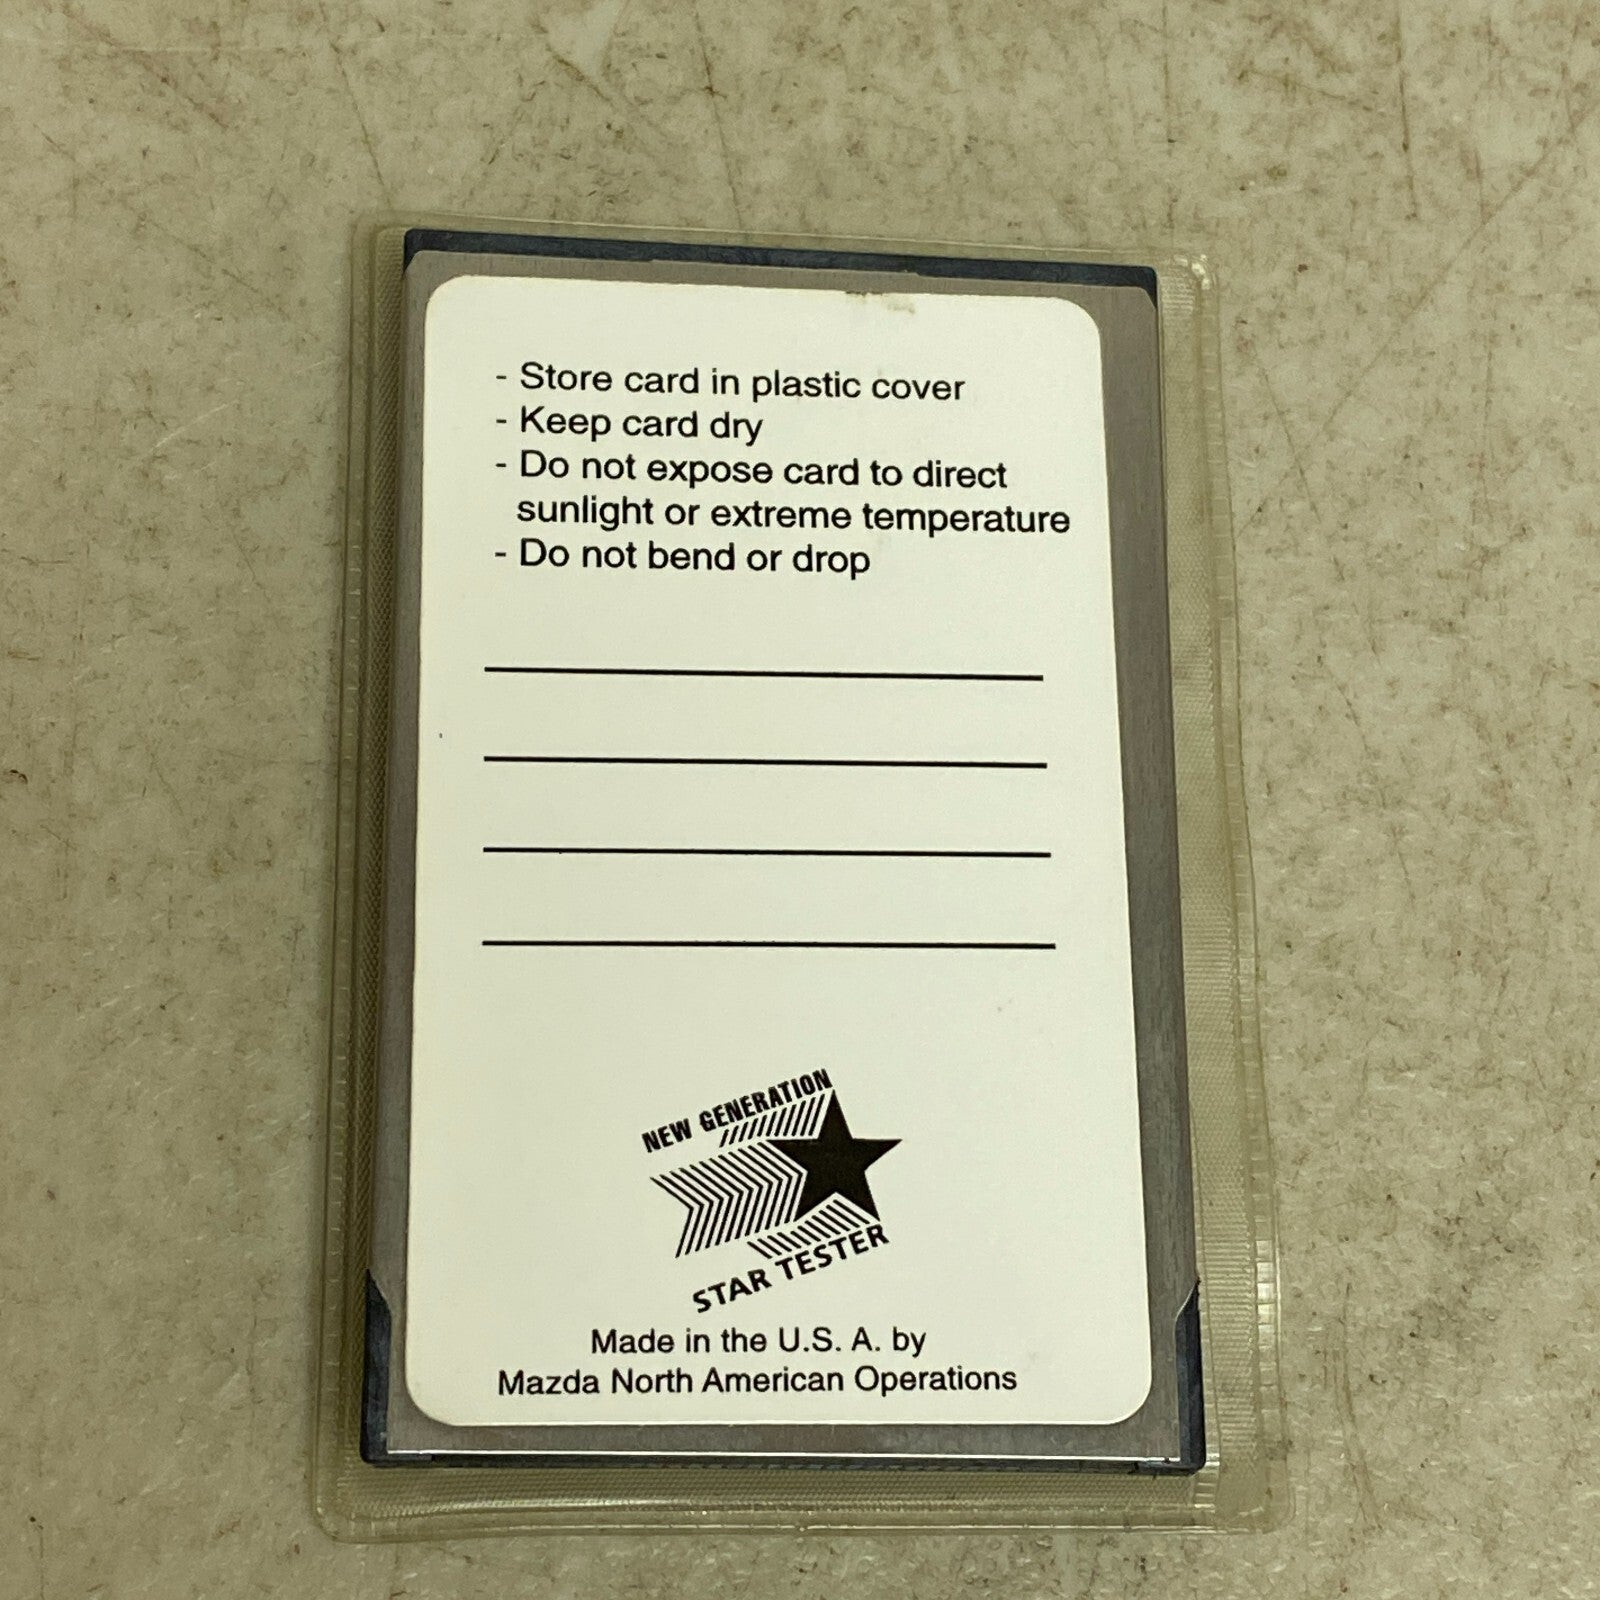 - Store card in plastic cover
- Keep card dry
- Do not expose card to direct
sunlight or extreme temperature
- Do not bend or drop
NEW GENERATION
STAR TESTER
Made in the U.S. A. by
Mazda North American Operations